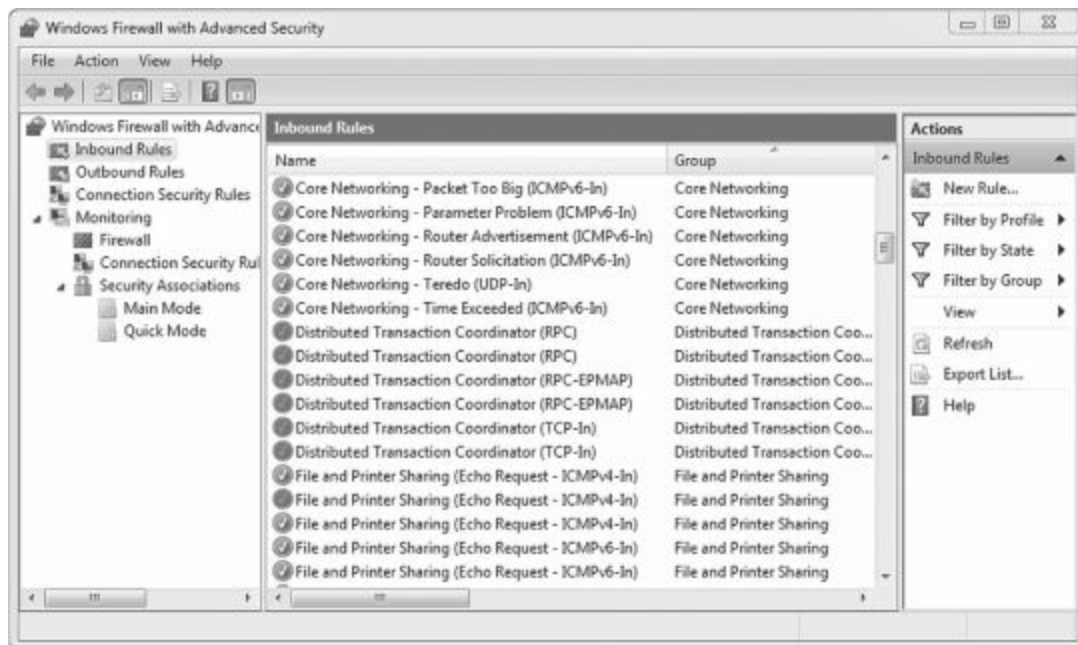 Windows Firewall with Advanced Security
File Action View Help
Windows Firewall with Advance
Inbound Rules
Outbound Rules
Connection Security Rules
Monitoring
Firewall
Connection Security Rul
Security Associations
Main Mode
Quick Mode
Inbound Rules
Name Group
Core Networking - Packet Too Big (ICMPv6-In) Core Networking
Core Networking - Parameter Problem (ICMPv6-In) Core Networking
Core Networking - Router Advertisement (ICMPv6-In) Core Networking
Core Networking - Router Solicitation (ICMPv6-In) Core Networking
Core Networking - Teredo (UDP-In) Core Networking
Core Networking - Time Exceeded (ICMPv6-In) Core Networking
Distributed Transaction Coordinator (RPC) Distributed Transaction Coo...
Distributed Transaction Coordinator (RPC) Distributed Transaction Coo...
Distributed Transaction Coordinator (RPC-EPMAP) Distributed Transaction Coo...
Distributed Transaction Coordinator (RPC-EPMAP) Distributed Transaction Coo...
Distributed Transaction Coordinator (TCP-In) Distributed Transaction Coo...
Distributed Transaction Coordinator (TCP-In) Distributed Transaction Coo...
File and Printer Sharing (Echo Request - ICMPv4-In) File and Printer Sharing
File and Printer Sharing (Echo Request - ICMPv4-In) File and Printer Sharing
File and Printer Sharing (Echo Request - ICMPv4-In) File and Printer Sharing
File and Printer Sharing (Echo Request - ICMPv6-In) File and Printer Sharing
File and Printer Sharing (Echo Request - ICMPv6-In) File and Printer Sharing
Actions
Inbound Rules
New Rule...
Filter by Profile
Filter by State
Filter by Group
View
Refresh
Export List...
Help